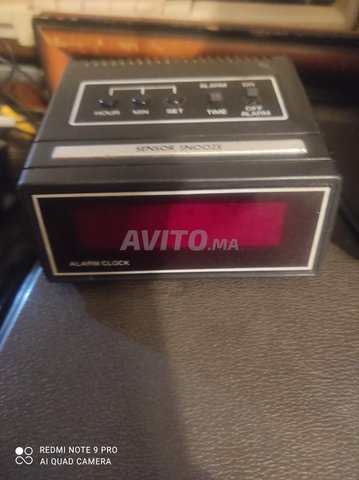 ALARM ON
HOUR MIN SET TIME OFF
ALARM
SENSOR SNOOZE
AVITO.MA
ALARM CLOCK
REDMI NOTE 9 PRO
AI QUAD CAMERA